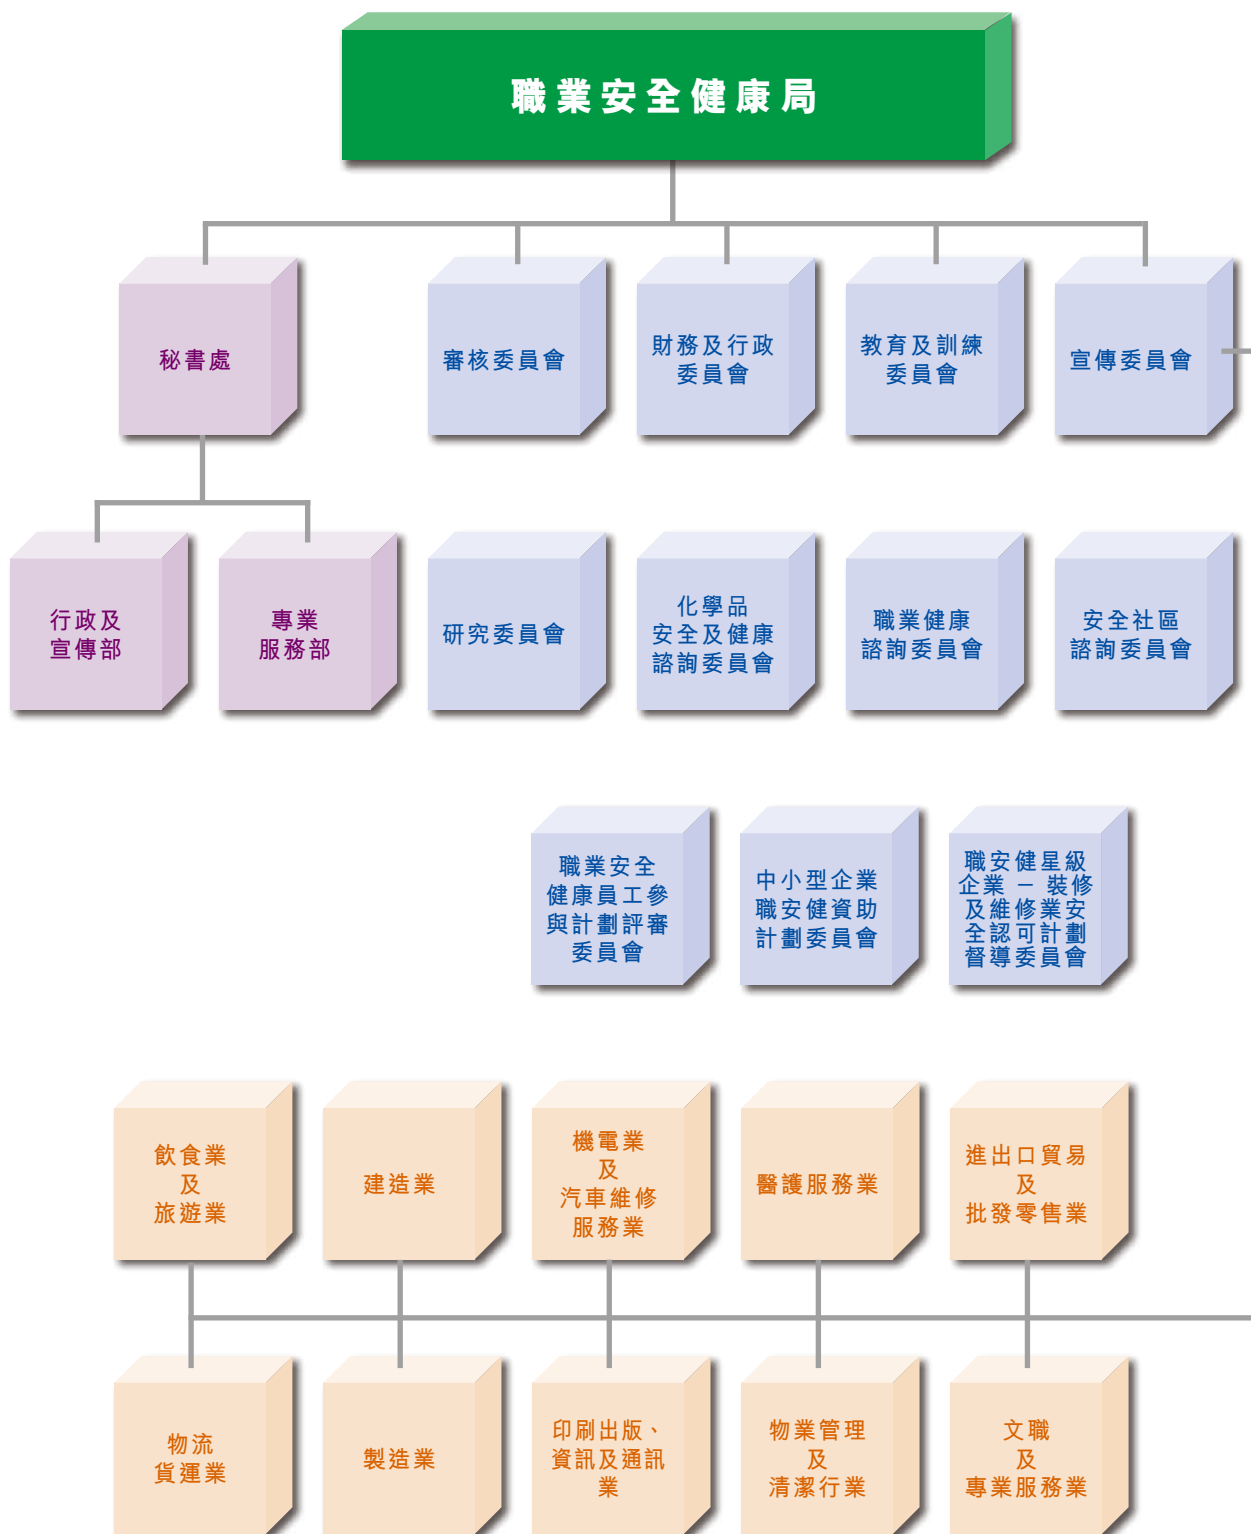 職業安全健康局
秘書處
審核委員會
財務及行政
委員會
教育及訓練
委員會
宣傳委員會
行政及
宣傳部
專業
服務部
研究委員會
化學品
安全及健康
諮詢委員會
職業健康
諮詢委員會
安全社區
諮詢委員會
職業安全
健康員工參
與計劃評審
委員會
中小型企業
職安健資助
計劃委員會
職安健星級
企業 － 裝修
及維修業安
全認可計劃
督導委員會
飲食業
及
旅遊業
建造業
機電業
及
汽車維修
服務業
醫護服務業
進出口貿易
及
批發零售業
物流
貨運業
製造業
印刷出版、
資訊及通訊
業
物業管理
及
清潔行業
文職
及
專業服務業